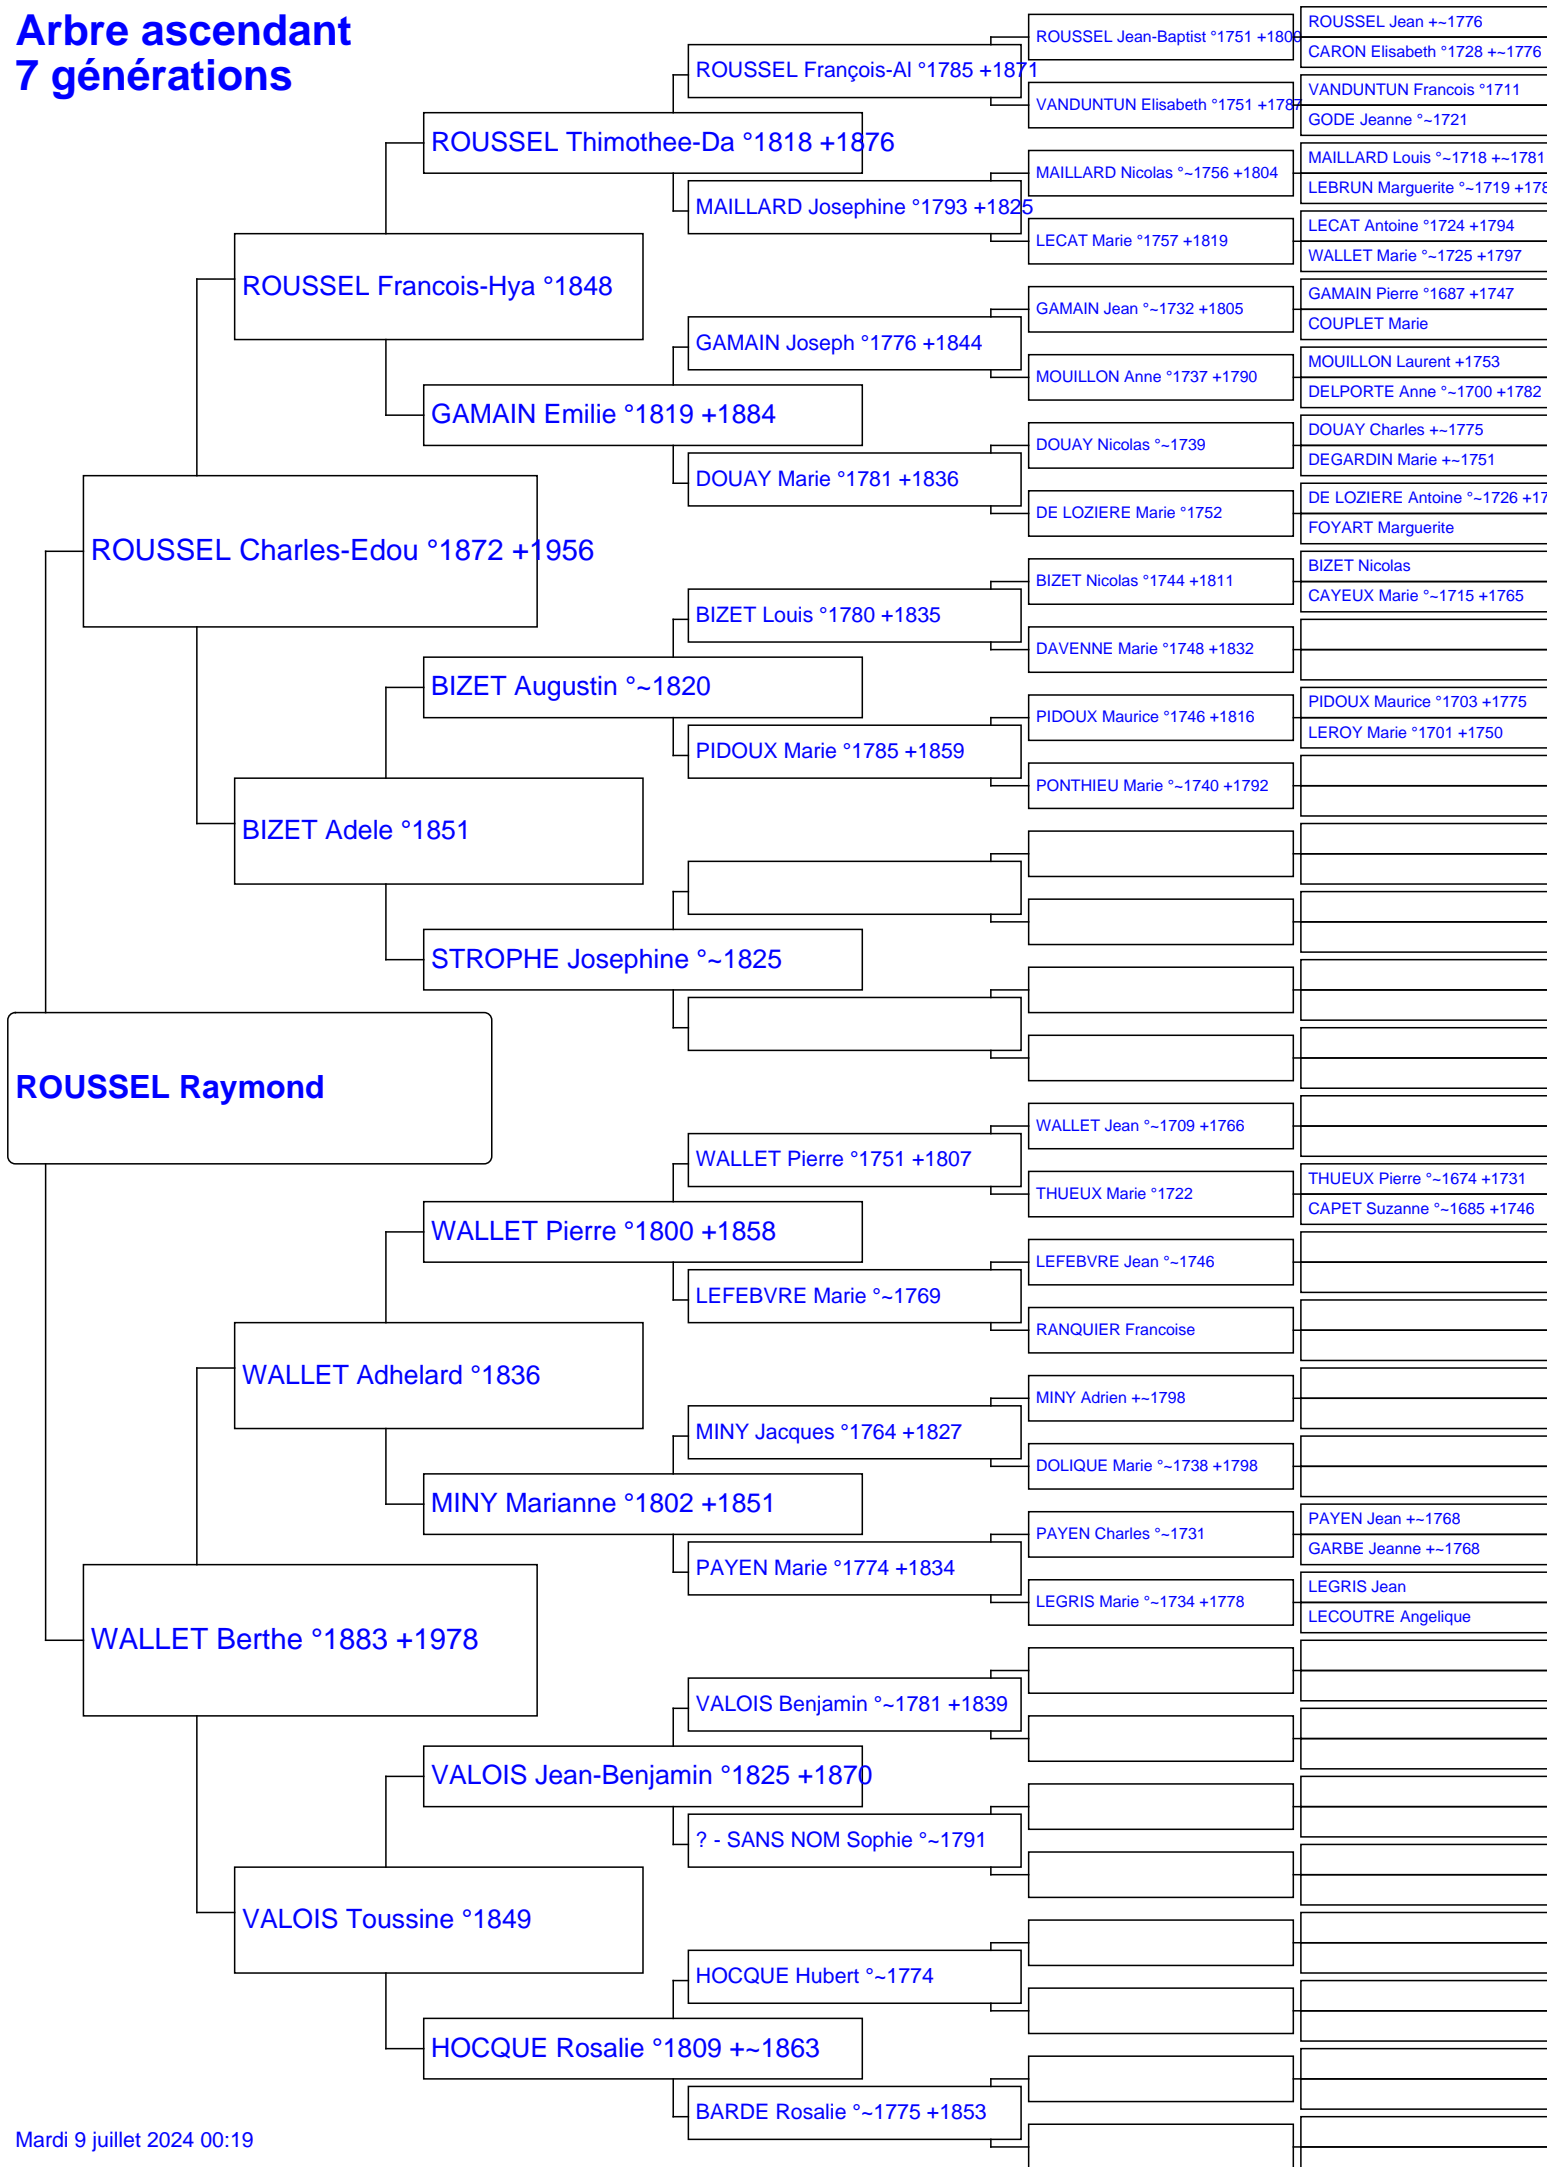 Arbre ascendant
7 générations
ROUSSEL Raymond
ROUSSEL Charles-Edou °1872 +1956
WALLET Berthe °1883 +1978
ROUSSEL Francois-Hya °1848
BIZET Adele °1851
WALLET Adhelard °1836
VALOIS Toussine °1849
ROUSSEL Thimothee-Da °1818 +1876
GAMAIN Emilie °1819 +1884
BIZET Augustin °~1820
STROPHE Josephine °~1825
WALLET Pierre °1800 +1858
MINY Marianne °1802 +1851
VALOIS Jean-Benjamin °1825 +1870
HOCQUE Rosalie °1809 +~1863
ROUSSEL François-Al °1785 +1871
MAILLARD Josephine °1793 +1825
GAMAIN Joseph °1776 +1844
DOUAY Marie °1781 +1836
BIZET Louis °1780 +1835
PIDOUX Marie °1785 +1859
WALLET Pierre °1751 +1807
LEFEBVRE Marie °~1769
MINY Jacques °1764 +1827
PAYEN Marie °1774 +1834
VALOIS Benjamin °~1781 +1839
? - SANS NOM Sophie °~1791
HOCQUE Hubert °~1774
BARDE Rosalie °~1775 +1853
ROUSSEL Jean-Baptist °1751
VANDUNTUN Elisabeth °1751 +1787
MAILLARD Nicolas °~1756 +1804
LECAT Marie °1757 +1819
GAMAIN Jean °~1732 +1805
MOUILLON Anne °1737 +1790
DOUAY Nicolas °~1739
DE LOZIERE Marie °1752
BIZET Nicolas °1744 +1811
DAVENNE Marie °1748 +1832
PIDOUX Maurice °1746 +1816
PONTHIEU Marie °~1740 +1792
WALLET Jean °~1709 +1766
THUEUX Marie °1722
LEFEBVRE Jean °~1746
RANQUIER Francoise
MINY Adrien +~1798
DOLIQUE Marie °~1738 +1798
PAYEN Charles °~1731
LEGRIS Marie °~1734 +1778
ROUSSEL Jean +~1776
CARON Elisabeth °1728 +~1776
VANDUNTUN Francois °1711
GODE Jeanne °~1721
MAILLARD Louis °~1718 +~1781
LEBRUN Marguerite °~1719 +178
LECAT Antoine °1724 +1794
WALLET Marie °~1725 +1797
GAMAIN Pierre °1687 +1747
COUPLET Marie
MOUILLON Laurent +1753
DELPORTE Anne °~1700 +1782
DOUAY Charles +~1775
DEGARDIN Marie +~1751
DE LOZIERE Antoine °~1726 +17
FOYART Marguerite
BIZET Nicolas
CAYEUX Marie °~1715 +1765
PIDOUX Maurice °1703 +1775
LEROY Marie °1701 +1750
THUEUX Pierre °~1674 +1731
CAPET Suzanne °~1685 +1746
PAYEN Jean +~1768
GARBE Jeanne +~1768
LEGRIS Jean
LECOUTRE Angelique
Mardi 9 juillet 2024 00:19